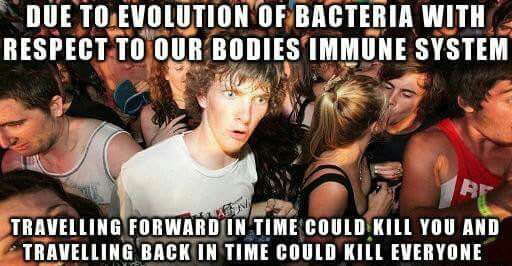 DUE TO EVOLUTION OF BACTERIA WITH
RESPECT TO OUR BODIES IMMUNE SYSTEM
TRAVELLING FORWARD IN TIME COULD KILL YOU AND
TRAVELLING BACK IN TIME COULD KILL EVERYONE